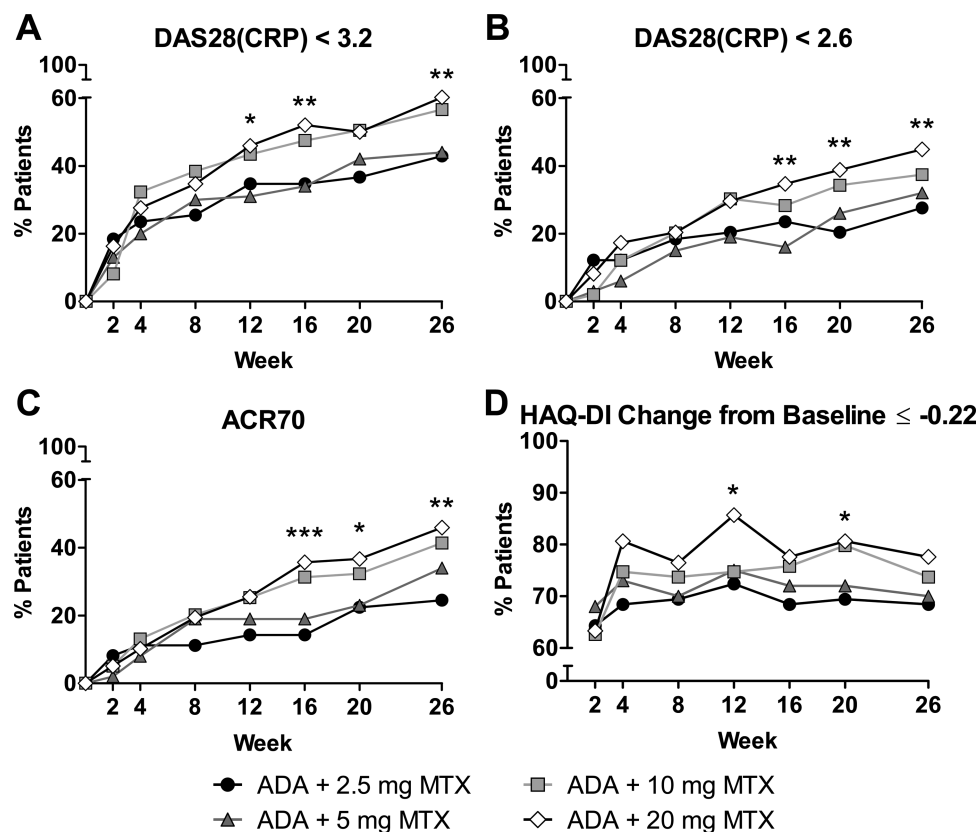 A
DAS28(CRP) < 3.2
100
60
40
20
0
% Patients
*
**
**
2 4 8 12 16 20 26
Week
B
DAS28(CRP) < 2.6
100
60
40
20
0
% Patients
**
**
**
2 4 8 12 16 20 26
Week
C
ACR70
100
60
40
20
0
% Patients
***
*
**
2 4 8 12 16 20 26
Week
D
HAQ-DI Change from Baseline ≤ -0.22
100
90
80
70
60
0
% Patients
*
*
2 4 8 12 16 20 26
Week
ADA + 2.5 mg MTX
ADA + 10 mg MTX
ADA + 5 mg MTX
ADA + 20 mg MTX